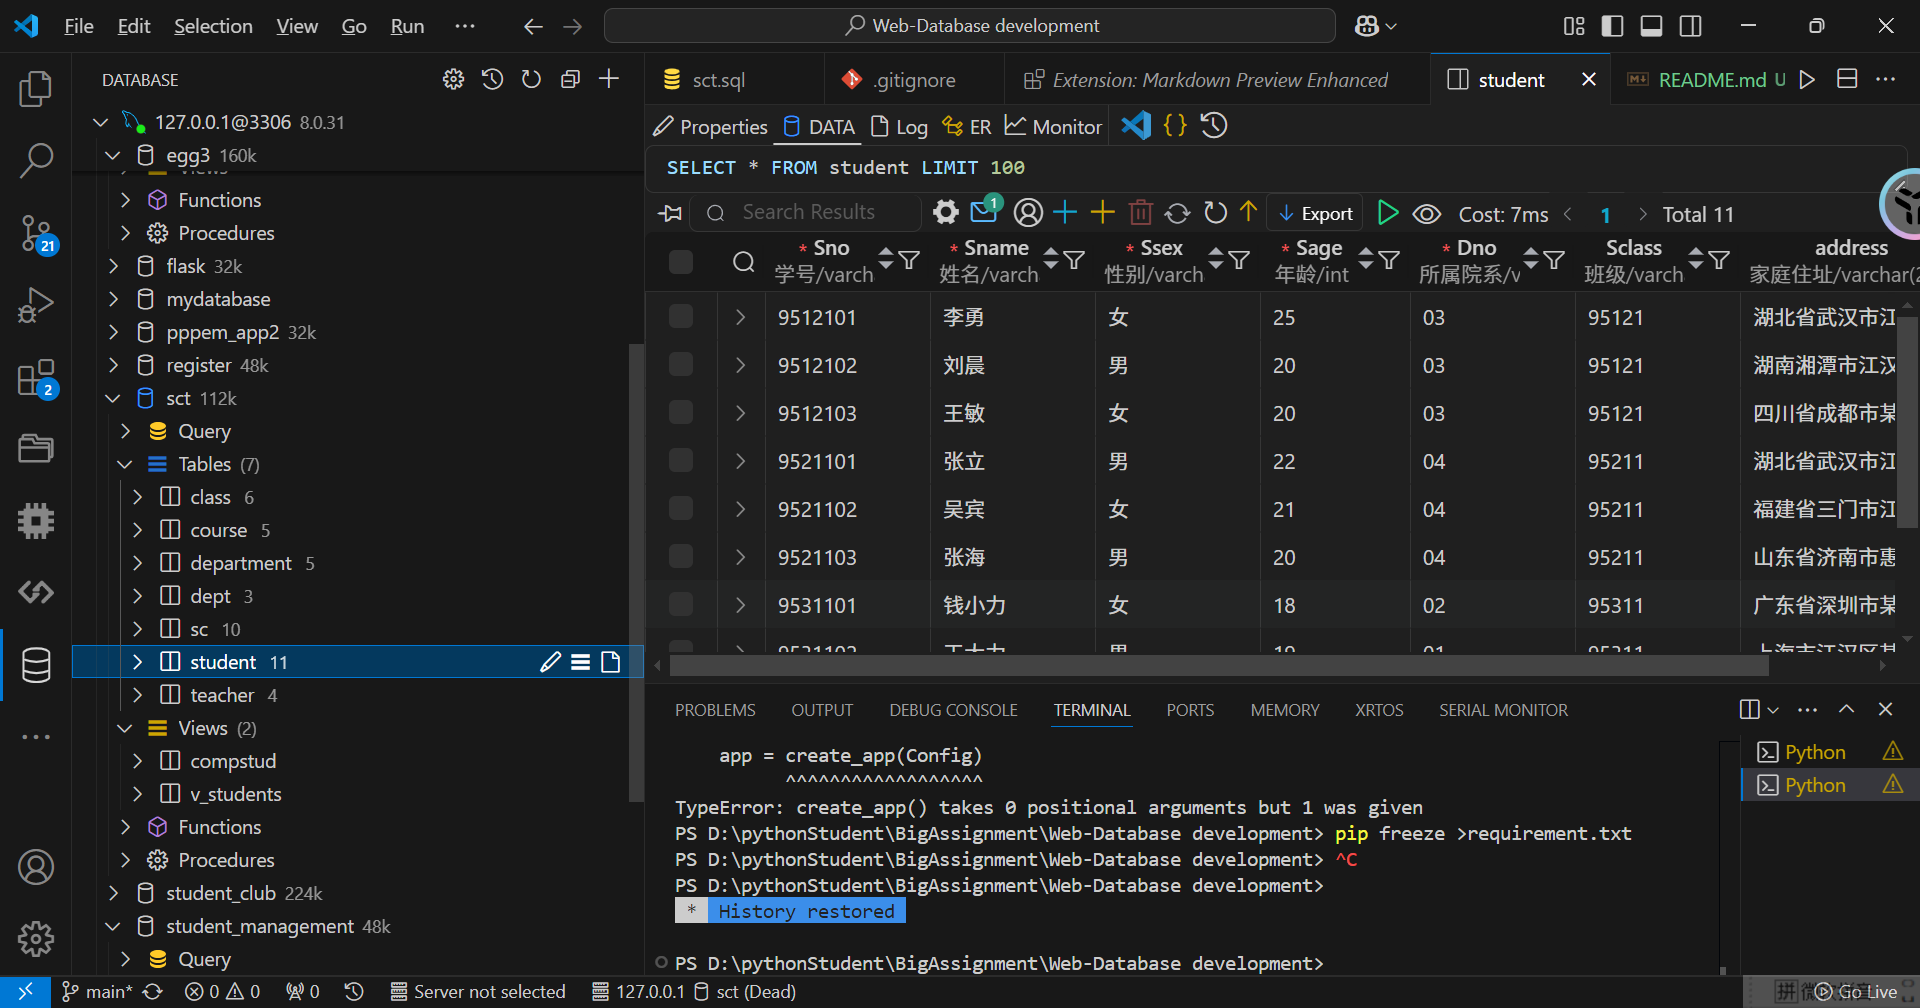 File Edit Selection View Go Run ··· Web-Database development
DATABASE
127.0.0.1@3306 8.0.31
egg3 160k
Functions
Procedures
flask 32k
mydatabase
pppem_app2 32k
register 48k
sct 112k
Query
Tables (7)
class 6
course 5
department 5
dept 3
sc 10
student 11
teacher 4
Views (2)
compstud
v_students
Functions
Procedures
student_club 224k
student_management 48k
Query
21
2
sct.sql .gitignore Extension: Markdown Preview Enhanced student README.md U
Properties DATA Log ER Monitor
SELECT * FROM student LIMIT 100
Search Results 1 Export Cost: 7ms 1 Total 11
* Sno * Sname * Ssex * Sage * Dno Sclass address
学号/varch 姓名/varch 性别/varch 年龄/int 所属院系/v 班级/varch 家庭住址/varchar(2
9512101 李勇 女 25 03 95121 湖北省武汉市江
9512102 刘晨 男 20 03 95121 湖南湘潭市江汉
9512103 王敏 女 20 03 95121 四川省成都市某
9521101 张立 男 22 04 95211 湖北省武汉市江
9521102 吴宾 女 21 04 95211 福建省三门市江
9521103 张海 男 20 04 95211 山东省济南市惠
9531101 钱小力 女 18 02 95311 广东省深圳市某
PROBLEMS OUTPUT DEBUG CONSOLE TERMINAL PORTS MEMORY XRTOS SERIAL MONITOR
app = create_app(Config)
^^^^^^^^^^^^^^^^^^
TypeError: create_app() takes 0 positional arguments but 1 was given
PS D:\pythonStudent\BigAssignment\Web-Database development> pip freeze >requirement.txt
PS D:\pythonStudent\BigAssignment\Web-Database development> ^C
PS D:\pythonStudent\BigAssignment\Web-Database development>
* History restored
PS D:\pythonStudent\BigAssignment\Web-Database development>
Python
Python
main* 0 0 0 Server not selected 127.0.0.1 sct (Dead) Go Live